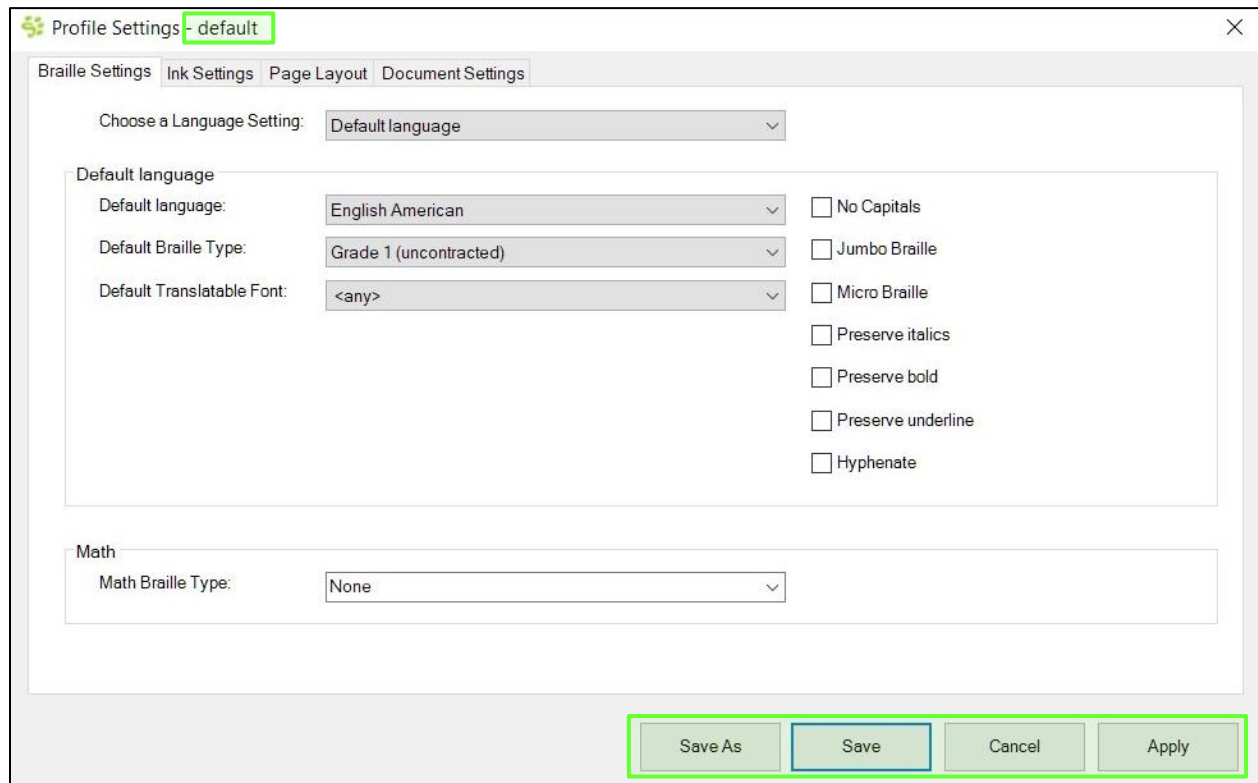 Profile Settings - default
Braille Settings Ink Settings Page Layout Document Settings
Choose a Language Setting: Default language
Default language
Default language: English American
No Capitals
Default Braille Type: Grade 1 (uncontracted)
Jumbo Braille
Default Translatable Font: <any>
Micro Braille
Preserve italics
Preserve bold
Preserve underline
Hyphenate
Math
Math Braille Type: None
Save As Save Cancel Apply